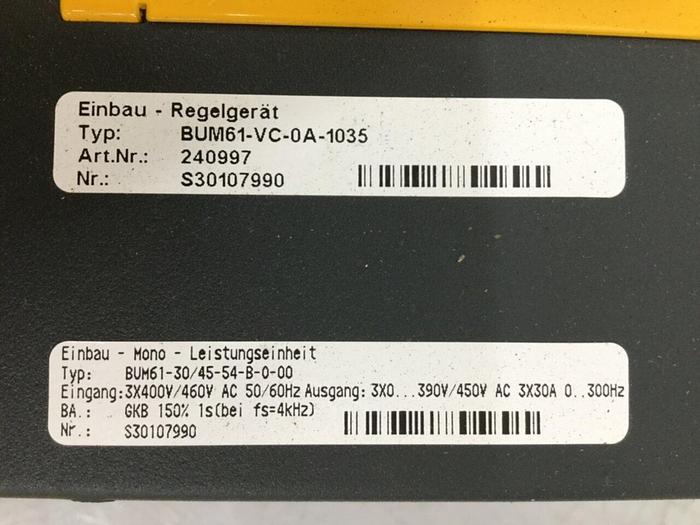 Einbau - Regelgerät
Typ: BUM61-VC-0A-1035
Art.Nr.: 240997
Nr.: S30107990
Einbau - Mono - Leistungseinheit
Typ: BUM61-30/45-54-B-0-00
Eingang:3X400V/460V AC 50/60Hz Ausgang: 3X0...390V/450V AC 3X30A 0..300Hz
BA.: GKB 150% 1s(bei fs=4kHz)
Nr.: S30107990